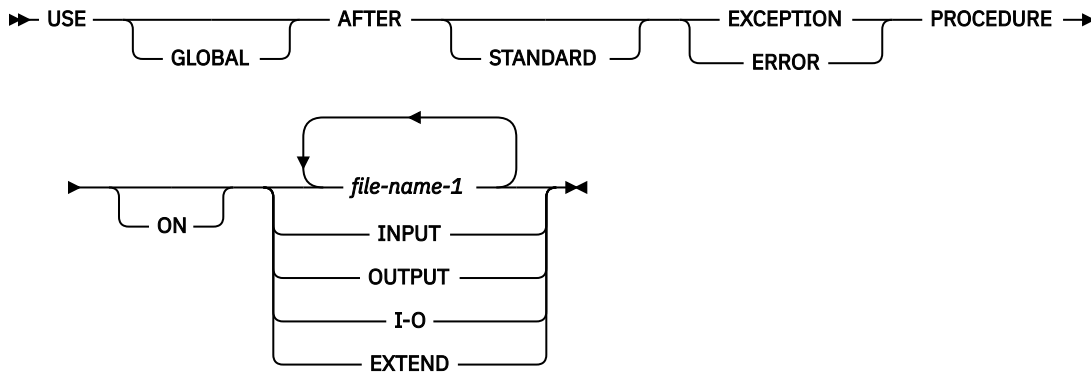 USE AFTER EXCEPTION PROCEDURE
GLOBAL STANDARD ERROR
file-name-1
ON INPUT
OUTPUT
I-O
EXTEND